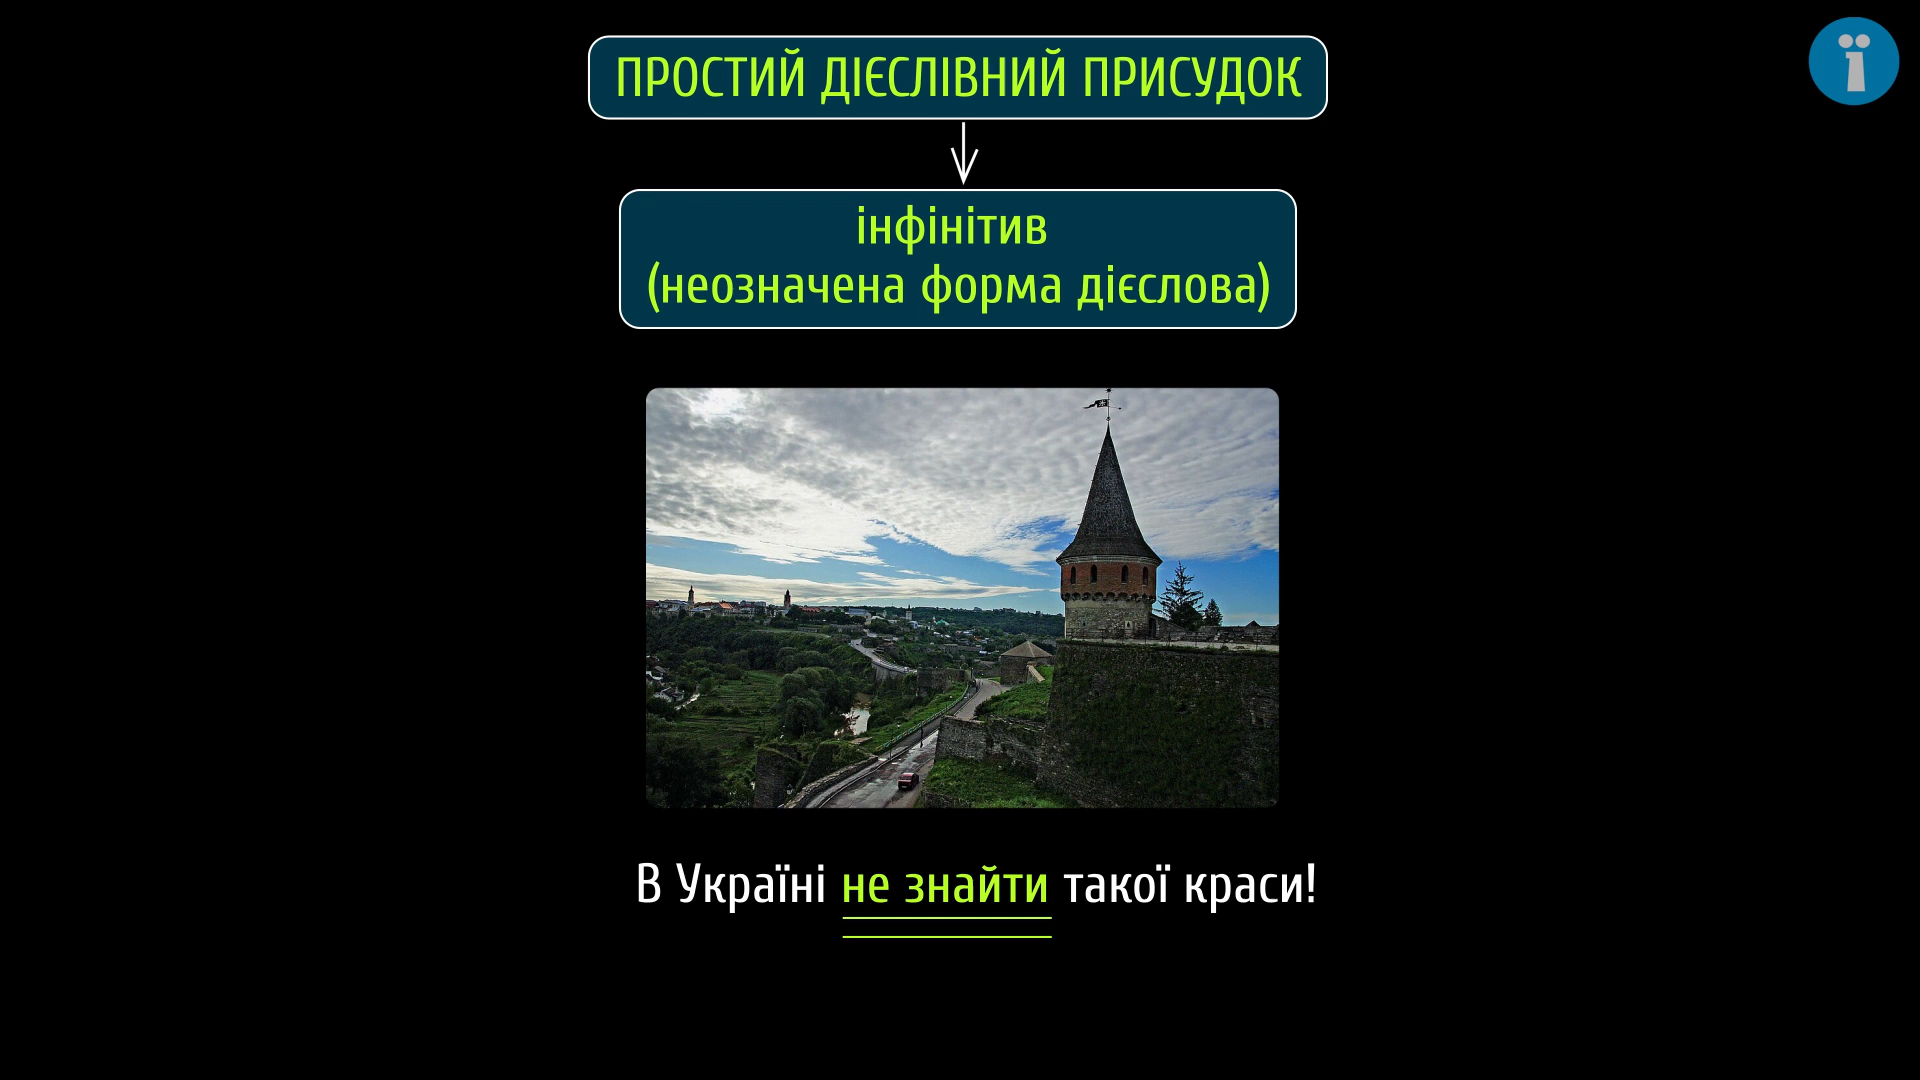 ПРОСТИЙ ДІЄСЛІВНИЙ ПРИСУДОК
інфінітив
(неозначена форма дієслова)
В Україні не знайти такої краси!
ї